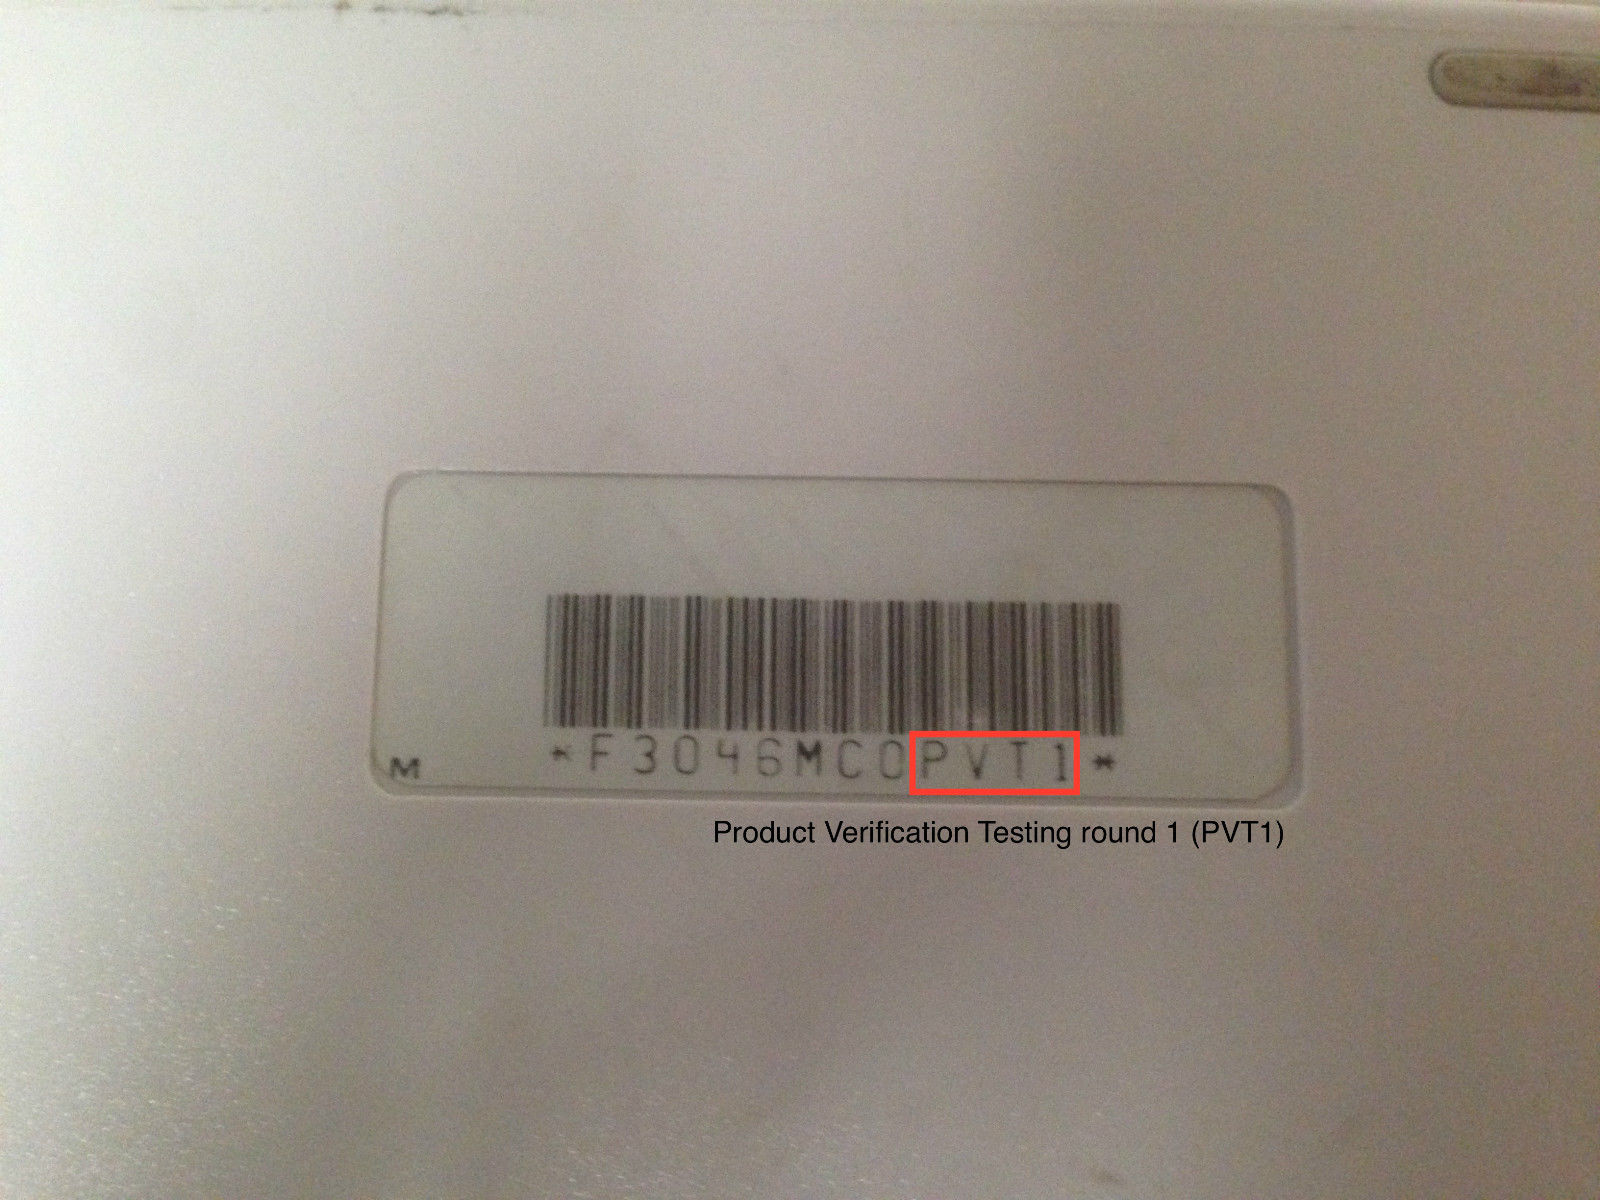 *F3046MC0PVT1*
M
Product Verification Testing round 1 (PVT1)